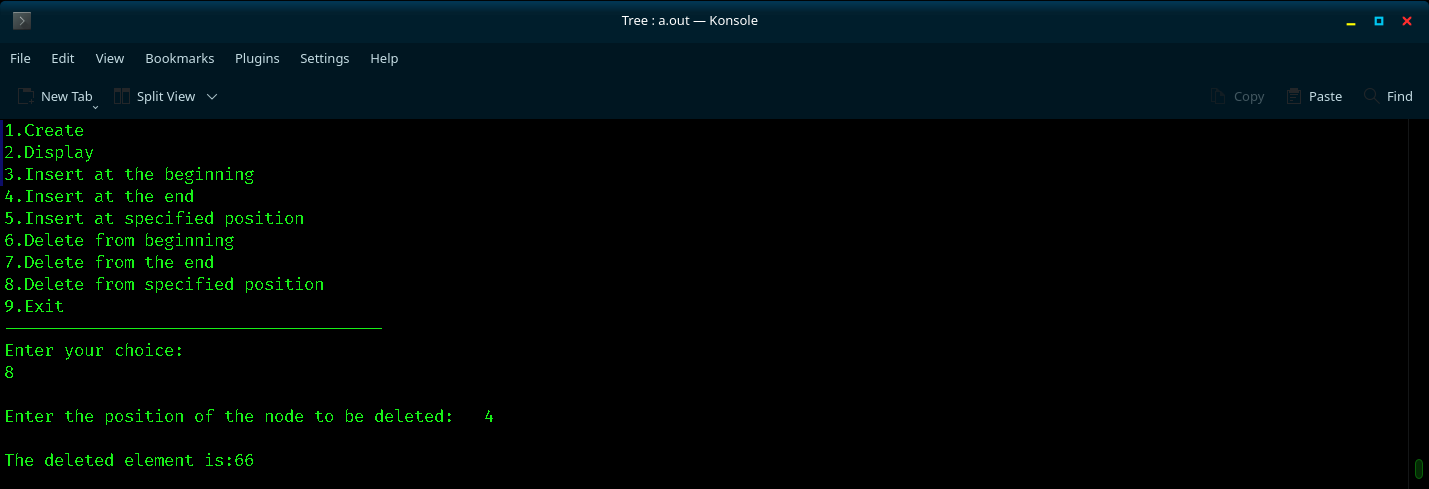 Tree : a.out — Konsole
File Edit View Bookmarks Plugins Settings Help
New Tab Split View Copy Paste Find
1.Create
2.Display
3.Insert at the beginning
4.Insert at the end
5.Insert at specified position
6.Delete from beginning
7.Delete from the end
8.Delete from specified position
9.Exit
Enter your choice:
8
Enter the position of the node to be deleted:   4
The deleted element is:66